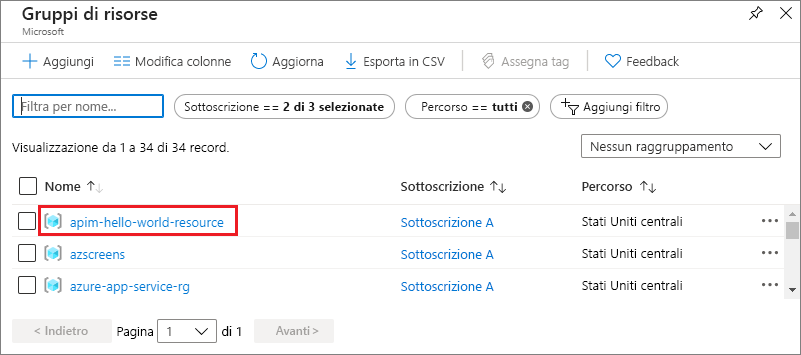 Gruppi di risorse
Microsoft
Aggiungi Modifica colonne Aggiorna Esporta in CSV Assegna tag Feedback
Filtra per nome... Sottoscrizione == 2 di 3 selezionate Percorso == tutti Aggiungi filtro
Visualizzazione da 1 a 34 di 34 record. Nessun raggruppamento
Nome Sottoscrizione Percorso
apim-hello-world-resource Sottoscrizione A Stati Uniti centrali
azscreens Sottoscrizione A Stati Uniti centrali
azure-app-service-rg Sottoscrizione A Stati Uniti centrali
< Indietro Pagina 1 di 1 Avanti >